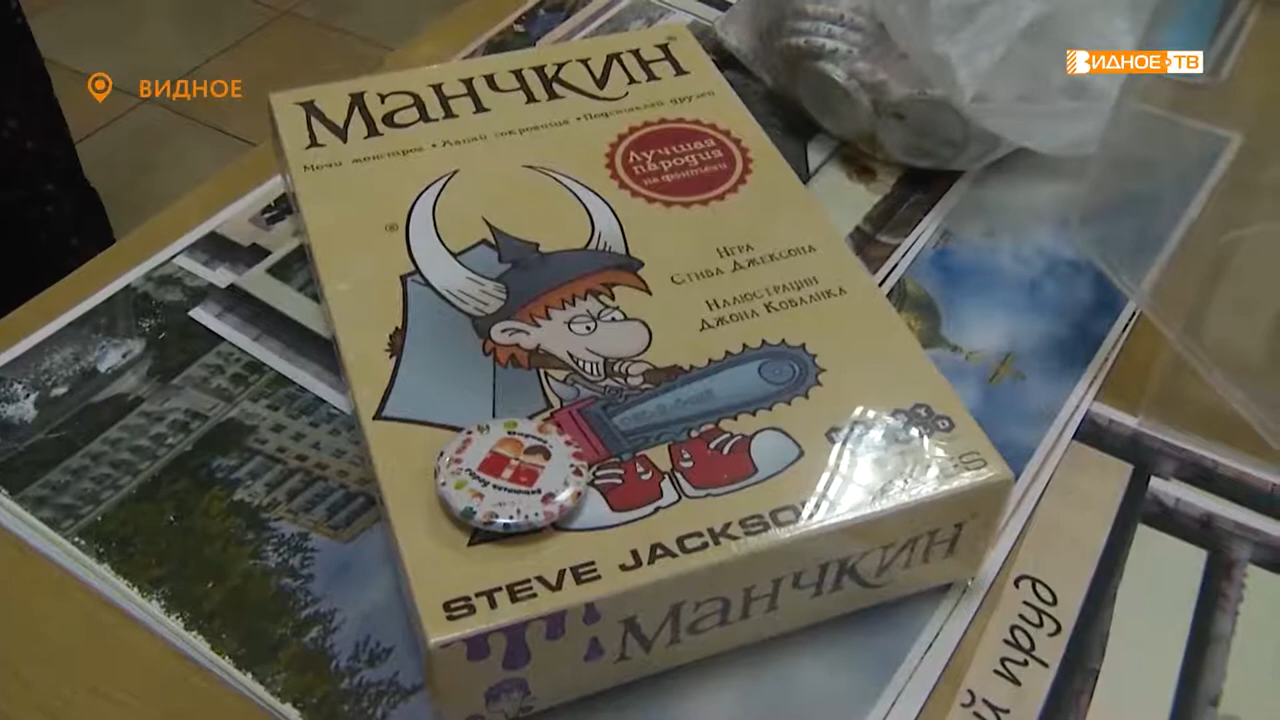 ВИДНОЕ
ВИДНОЕ ТВ
МАНЧКИН
Мочи монстров • Хапай сокровища • Подставляй друзей
Лучшая
пародия
на фэнтези
Игра
Стива Джексона
Иллюстрации
Джона Ковалика
STEVE JACKSON
МАНЧКИН
й дру